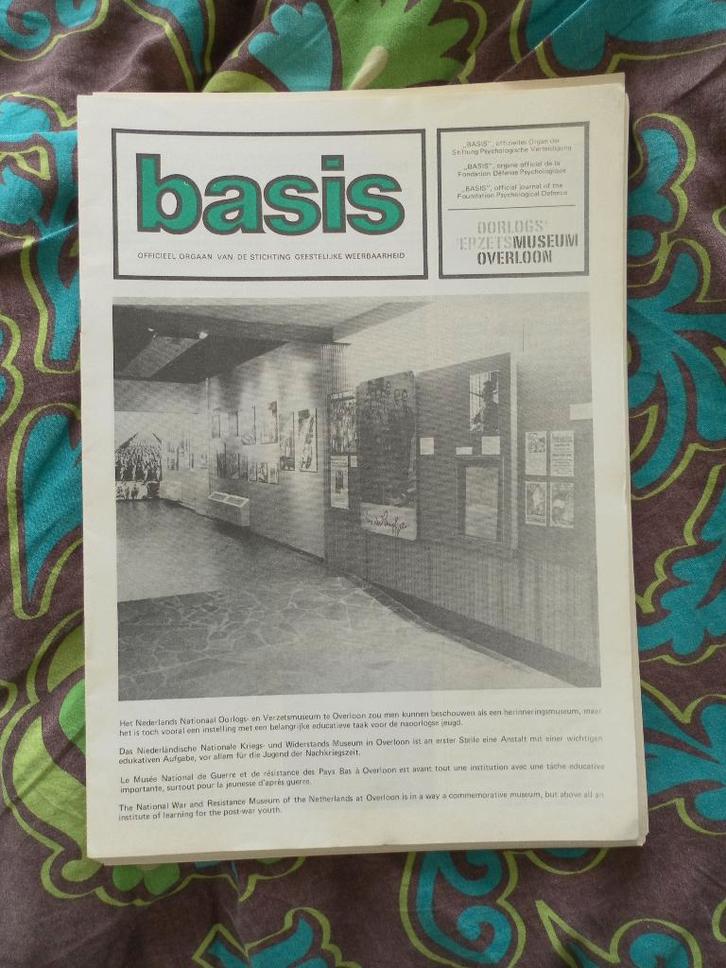 basis
OFFICIEEL ORGAAN VAN DE STICHTING GEESTELIJKE WEERBAARHEID
„BASIS", offizielles Organ der
Stiftung Psychologische Verteidigung
„BASIS", organe officiel de la
Fondation Défense Psychologique
„BASIS", official journal of the
Foundation Psychological Defence
OORLOGS
ERZETSMUSEUM
OVERLOON
Het Nederlands Nationaal Oorlogs- en Verzetsmuseum te Overloon zou men kunnen beschouwen als een herinneringsmuseum, maar
het is toch vooral een instelling met een belangrijke educatieve taak voor de naoorlogse jeugd.
Das Niederländische Nationale Kriegs- und Widerstands Museum in Overloon ist an erster Stelle eine Anstalt mit einer wichtigen
edukativen Aufgabe, vor allem für die Jugend der Nachkriegszeit.
Le Musée National de Guerre et de résistance des Pays Bas à Overloon est avant tout une institution avec une tâche educative
importante, surtout pour la jeunesse d'après guerre.
The National War and Resistance Museum of the Netherlands at Overloon is in a way a commemorative museum, but above all an
institute of learning for the post-war youth.